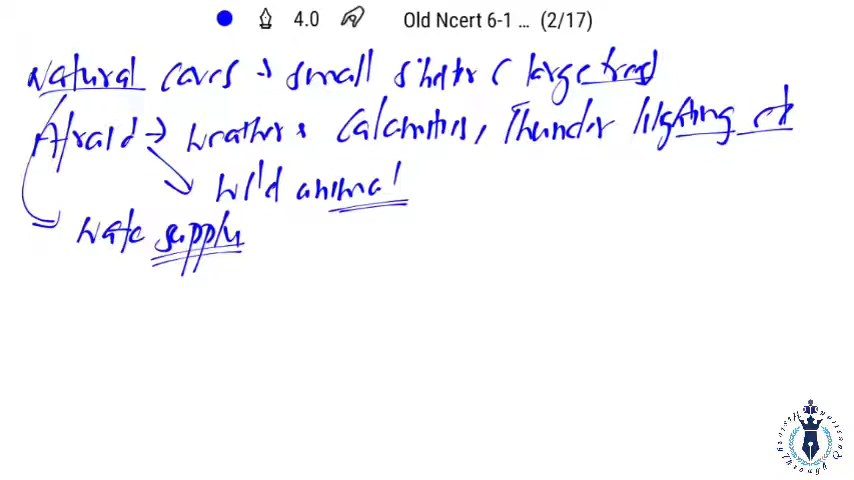 4.0 Old Ncert 6-1 ... (2/17)
Natural caves → small shelter (large trees)
Afraid → weather, calamities, Thunder lighting etc
wild animal
water supply
Through